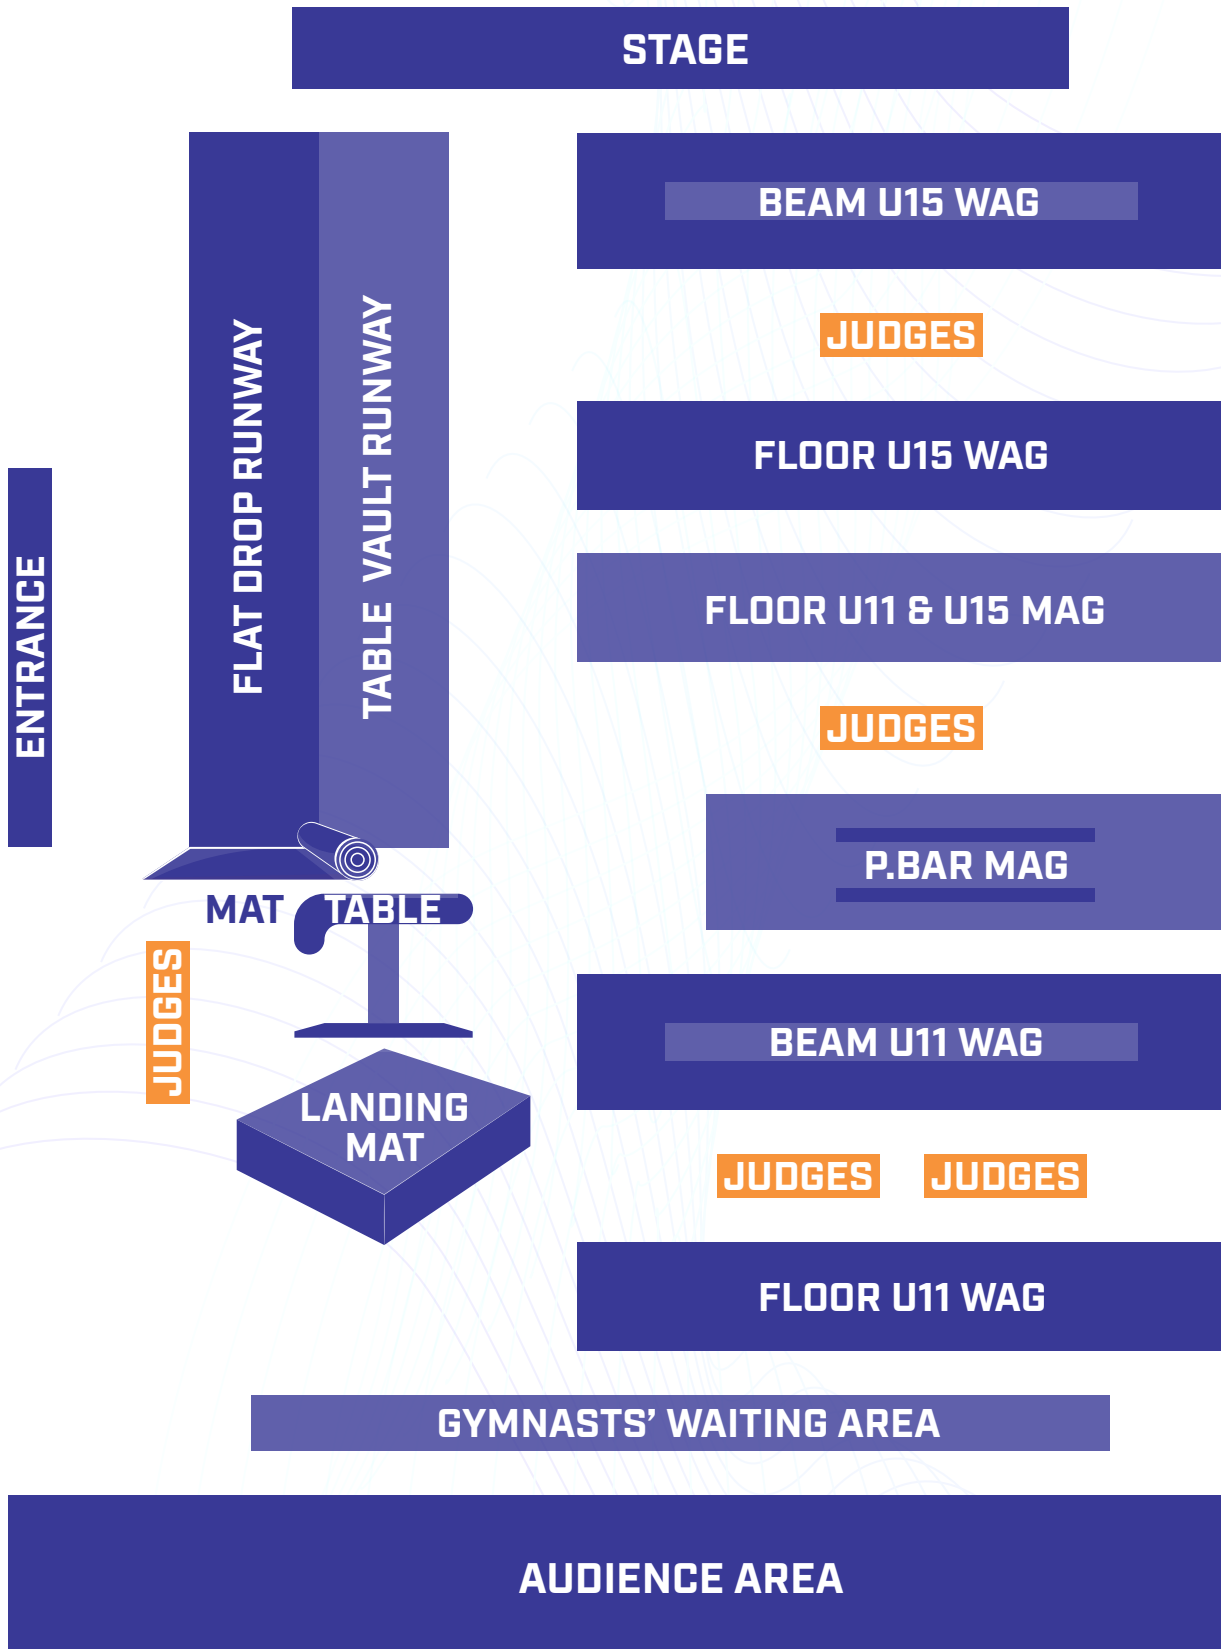 STAGE
BEAM U15 WAG
JUDGES
FLOOR U15 WAG
FLOOR U11 & U15 MAG
JUDGES
P.BAR MAG
BEAM U11 WAG
JUDGES JUDGES
FLOOR U11 WAG
ENTRANCE
FLAT DROP RUNWAY
TABLE VAULT RUNWAY
MAT TABLE
JUDGES
LANDING
MAT
GYMNASTS’ WAITING AREA
AUDIENCE AREA